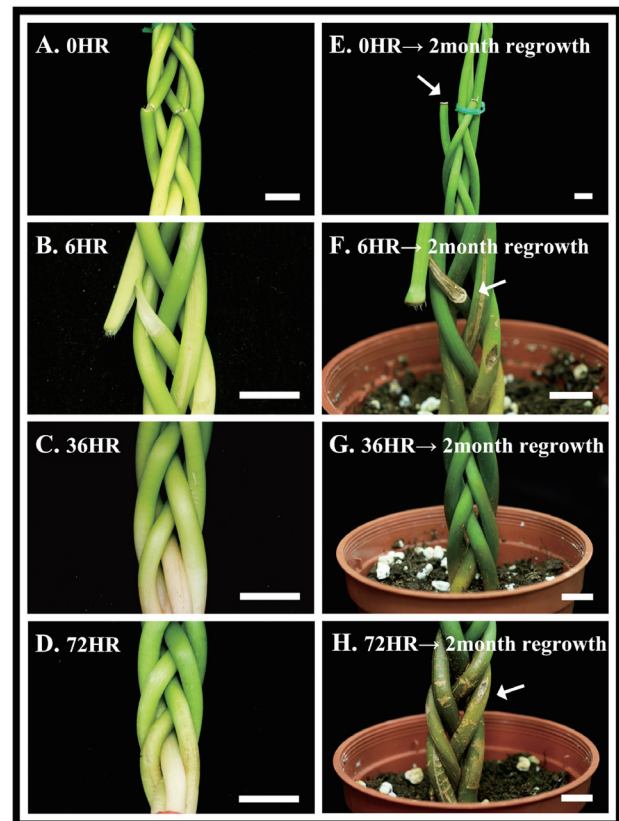 A. 0HR
E. 0HR→ 2month regrowth
B. 6HR
F. 6HR→ 2month regrowth
C. 36HR
G. 36HR→ 2month regrowth
D. 72HR
H. 72HR→ 2month regrowth